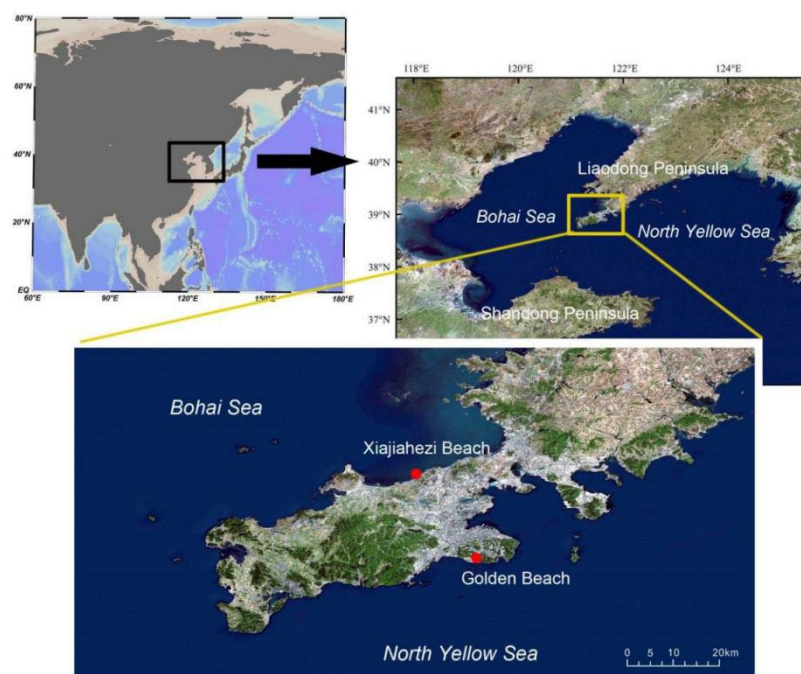 80°N
60°N
40°N
20°N
EQ
60°E 90°E 120°E 150°E 180°E
118°E 120°E 122°E 124°E
41°N
40°N
39°N
38°N
37°N
Liaodong Peninsula
Bohai Sea
North Yellow Sea
Shandong Peninsula
Bohai Sea
Xiajiahezi Beach
Golden Beach
North Yellow Sea
0 5 10 20km